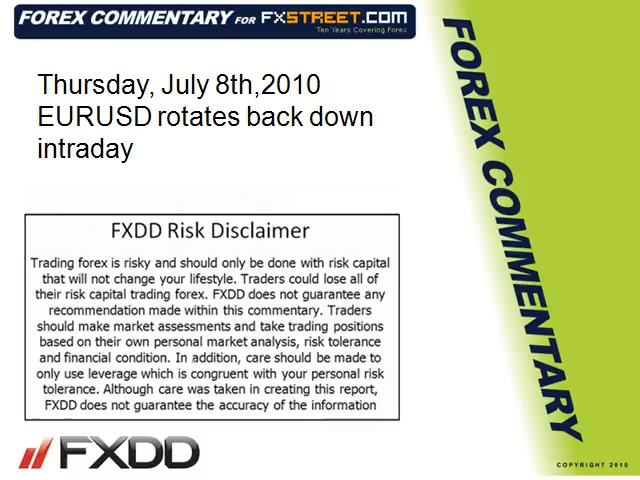 FOREX COMMENTARY FOR FXSTREET.COM
Ten Years Covering Forex
Thursday, July 8th,2010
EURUSD rotates back down
intraday
FXDD Risk Disclaimer
Trading forex is risky and should only be done with risk capital
that will not change your lifestyle. Traders could lose all of
their risk capital trading forex. FXDD does not guarantee any
recommendation made within this commentary. Traders
should make market assessments and take trading positions
based on their own personal market analysis, risk tolerance
and financial condition. In addition, care should be made to
only use leverage which is congruent with your personal risk
tolerance. Although care was taken in creating this report,
FXDD does not guarantee the accuracy of the information
FXDD
FOREX COMMENTARY
COPYRIGHT 2010